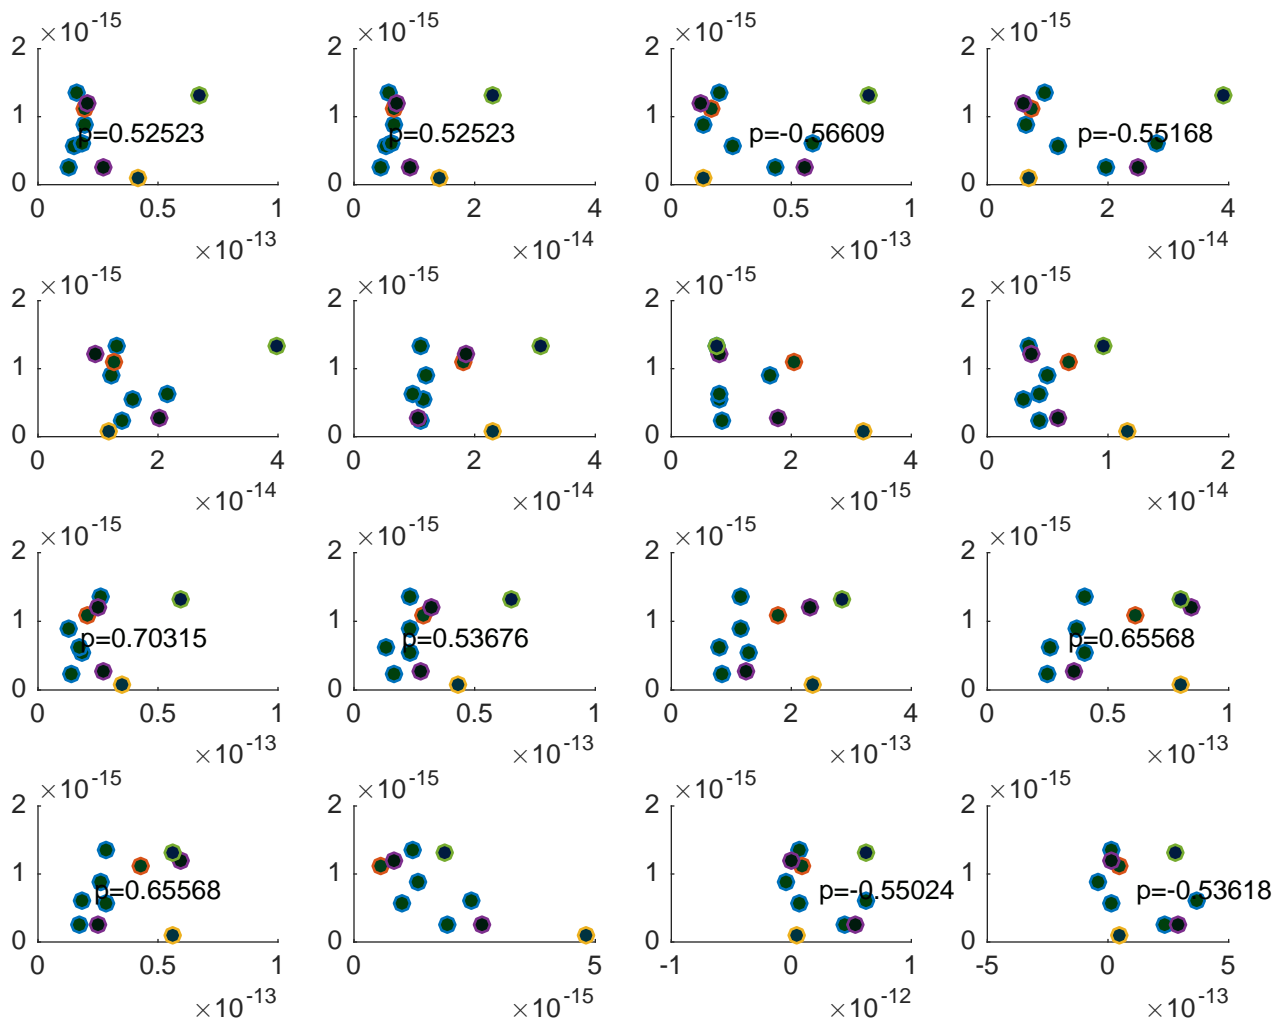 ×10-15 ×10-15 ×10-15 ×10-15
2 2 2 2
1 1 1 1
p=0.52523 p=0.52523 p=-0.56609 p=-0.55168
0 0 0 0
0 0.5 1 0 2 4 0 0.5 1 0 2 4
×10-13 ×10-14 ×10-13 ×10-14
×10-15 ×10-15 ×10-15 ×10-15
2 2 2 2
1 1 1 1
0 0 0 0
0 2 4 0 2 4 0 2 4 0 1 2
×10-14 ×10-14 ×10-15 ×10-14
×10-15 ×10-15 ×10-15 ×10-15
2 2 2 2
1 1 1 1
p=0.70315 p=0.53676 p=0.65568
0 0 0 0
0 0.5 1 0 0.5 1 0 2 4 0 0.5 1
×10-13 ×10-13 ×10-13 ×10-13
×10-15 ×10-15 ×10-15 ×10-15
2 2 2 2
1 1 1 1
p=0.65568 p=-0.55024 p=-0.53618
0 0 0 0
0 0.5 1 0 5 -1 0 1 -5 0 5
×10-13 ×10-15 ×10-12 ×10-13